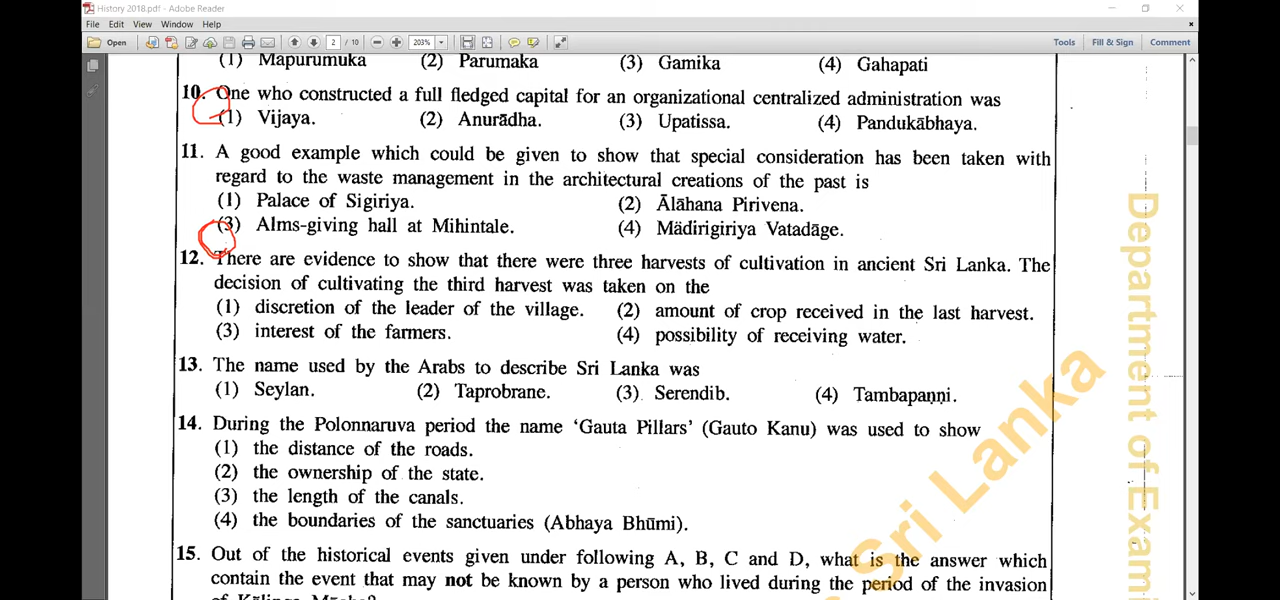 History 2018.pdf - Adobe Reader
File Edit View Window Help
Open 2 / 10 203% Tools Fill & Sign Comment
(1) Mapurumuka (2) Parumaka (3) Gamika (4) Gahapati
10. One who constructed a full fledged capital for an organizational centralized administration was
(1) Vijaya. (2) Anurādha. (3) Upatissa. (4) Pandukābhaya.
11. A good example which could be given to show that special consideration has been taken with
regard to the waste management in the architectural creations of the past is
(1) Palace of Sigiriya. (2) Ālāhana Pirivena.
(3) Alms-giving hall at Mihintale. (4) Mädirigiriya Vatadāge.
12. There are evidence to show that there were three harvests of cultivation in ancient Sri Lanka. The
decision of cultivating the third harvest was taken on the
(1) discretion of the leader of the village. (2) amount of crop received in the last harvest.
(3) interest of the farmers. (4) possibility of receiving water.
13. The name used by the Arabs to describe Sri Lanka was
(1) Seylan. (2) Taprobrane. (3) Serendib. (4) Tambapaṇṇi.
14. During the Polonnaruva period the name 'Gauta Pillars' (Gauto Kanu) was used to show
(1) the distance of the roads.
(2) the ownership of the state.
(3) the length of the canals.
(4) the boundaries of the sanctuaries (Abhaya Bhūmi).
15. Out of the historical events given under following A, B, C and D, what is the answer which
contain the event that may not be known by a person who lived during the period of the invasion
Sri Lanka
Department of Exami